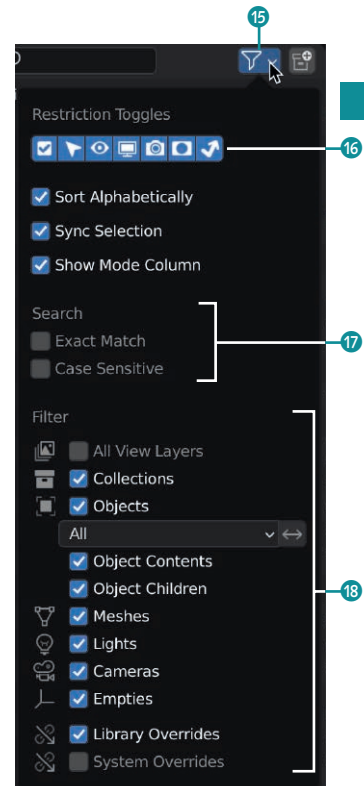 15
Restriction Toggles
16
Sort Alphabetically
Sync Selection
Show Mode Column
Search
Exact Match
17
Case Sensitive
Filter
All View Layers
Collections
Objects
All
Object Contents
Object Children
18
Meshes
Lights
Cameras
Empties
Library Overrides
System Overrides